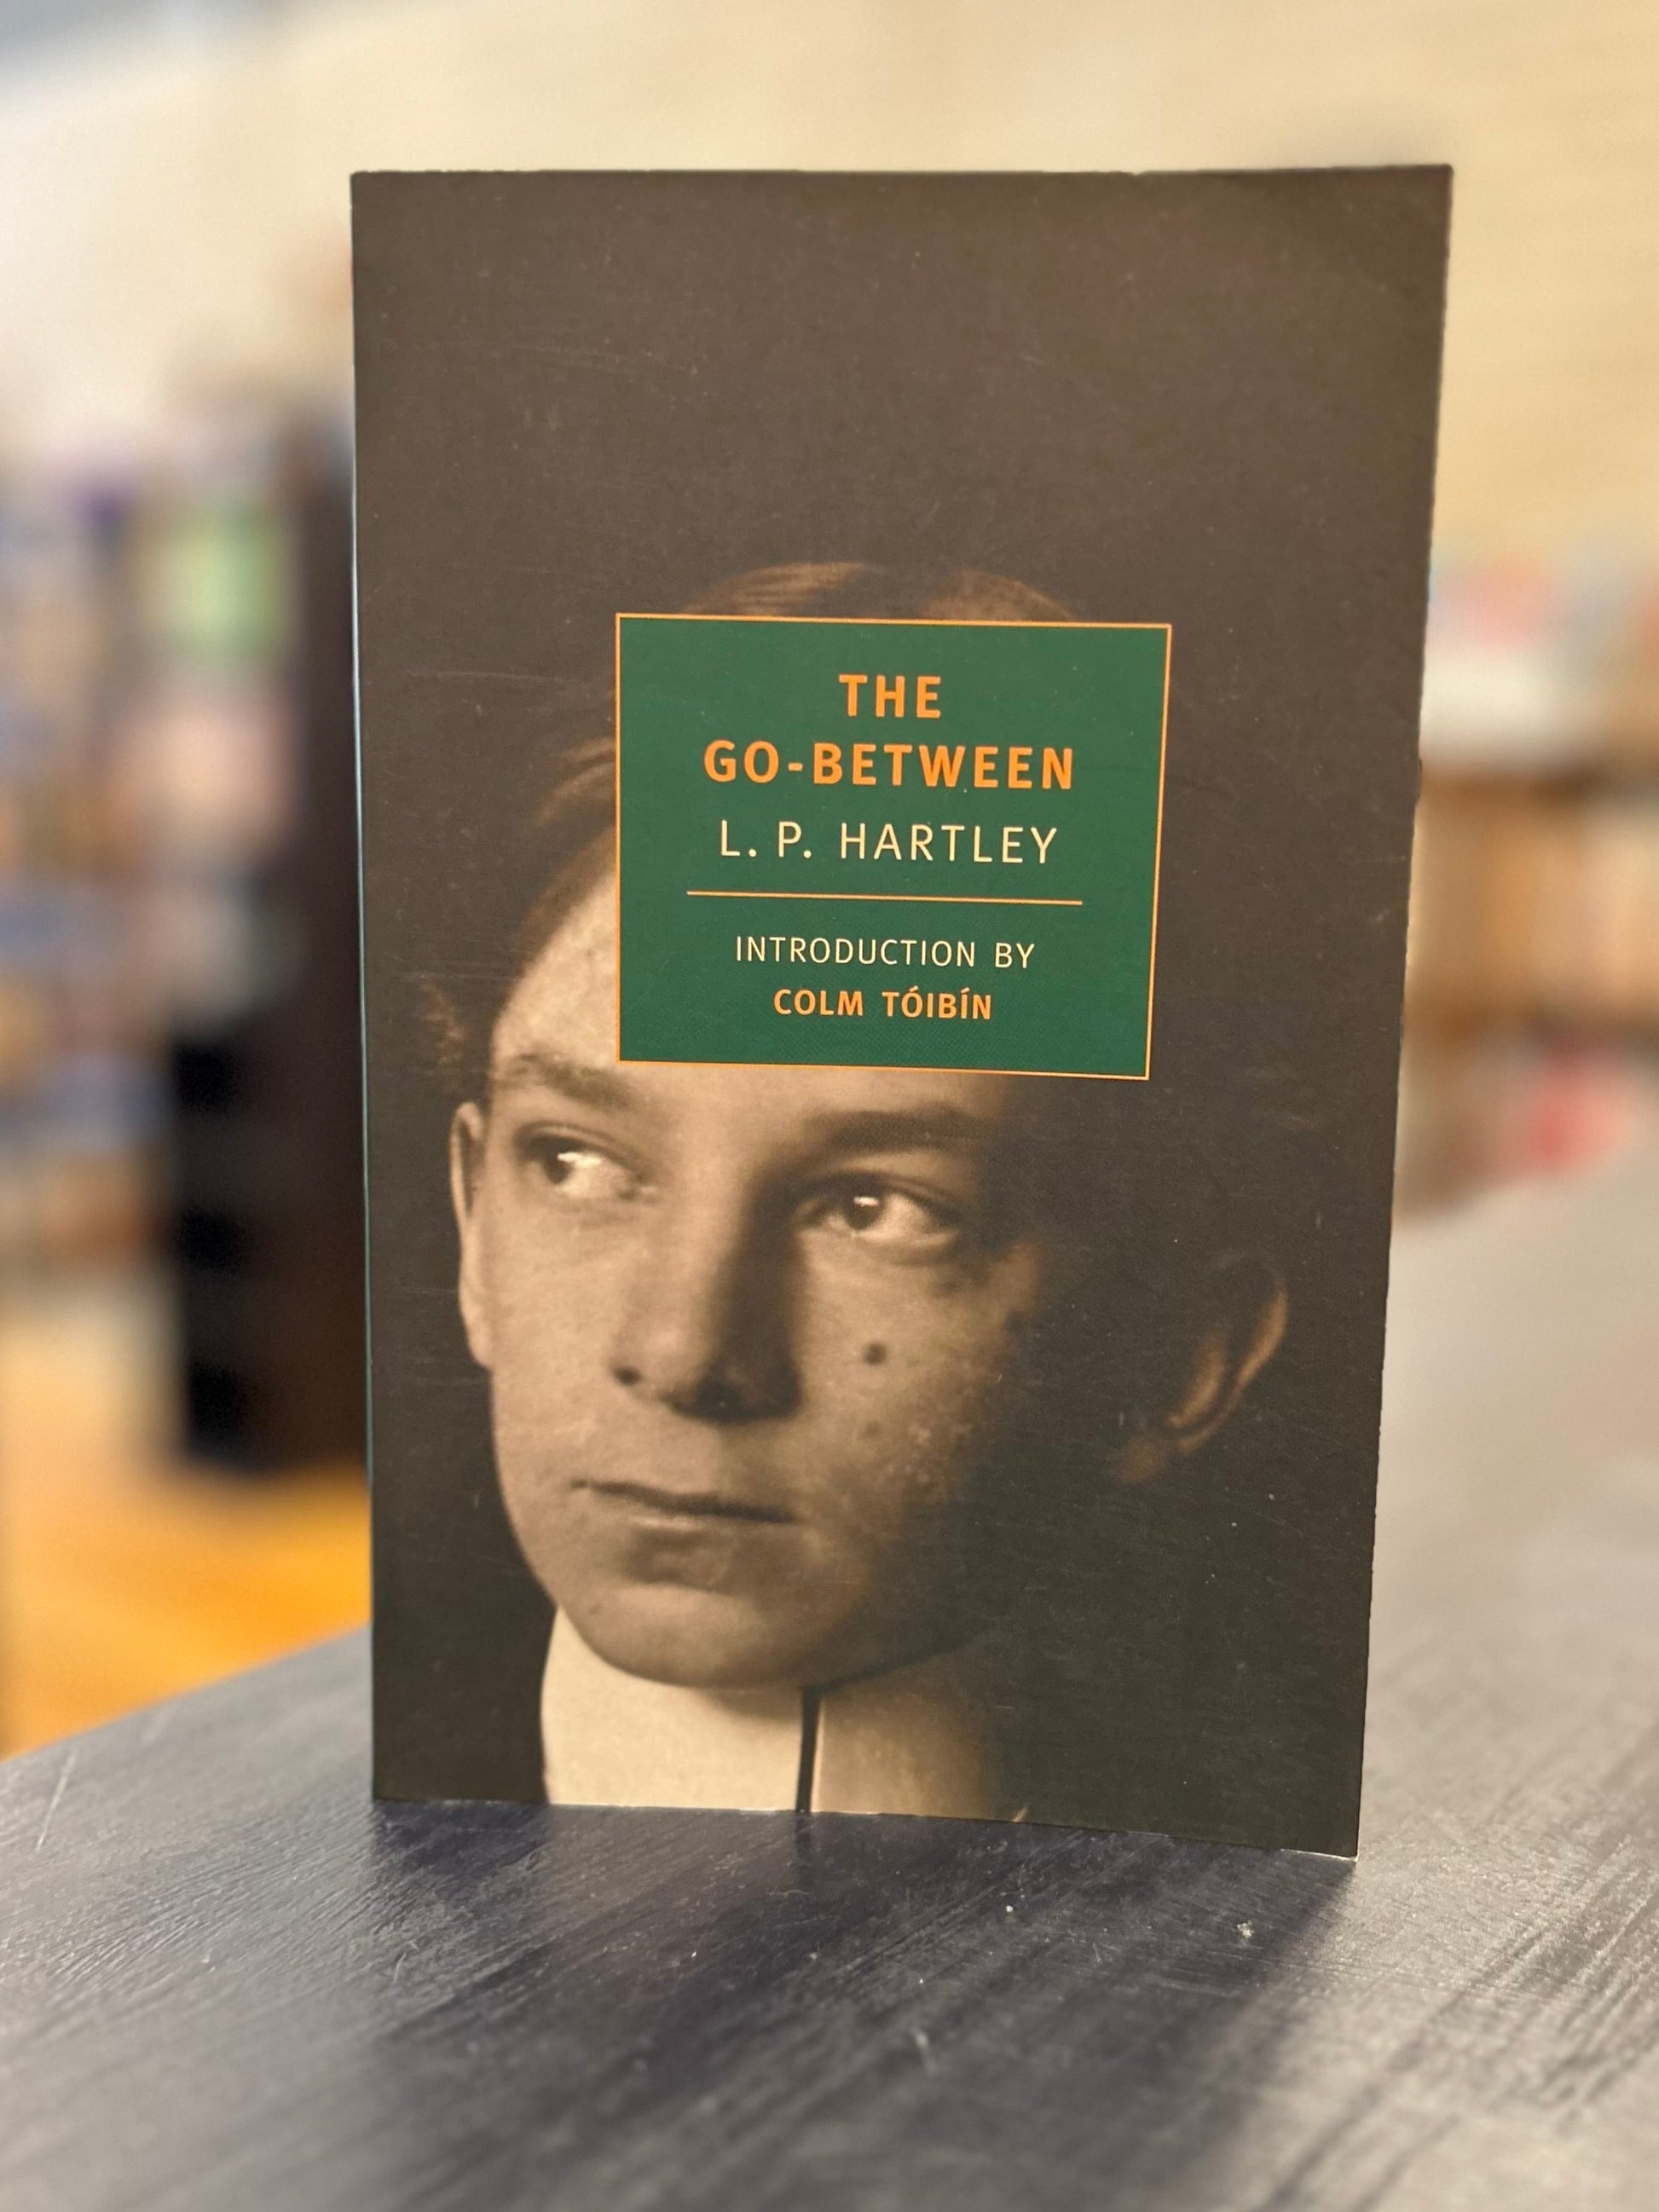 THE
GO-BETWEEN
L. P. HARTLEY
INTRODUCTION BY
COLM TÓIBÍN